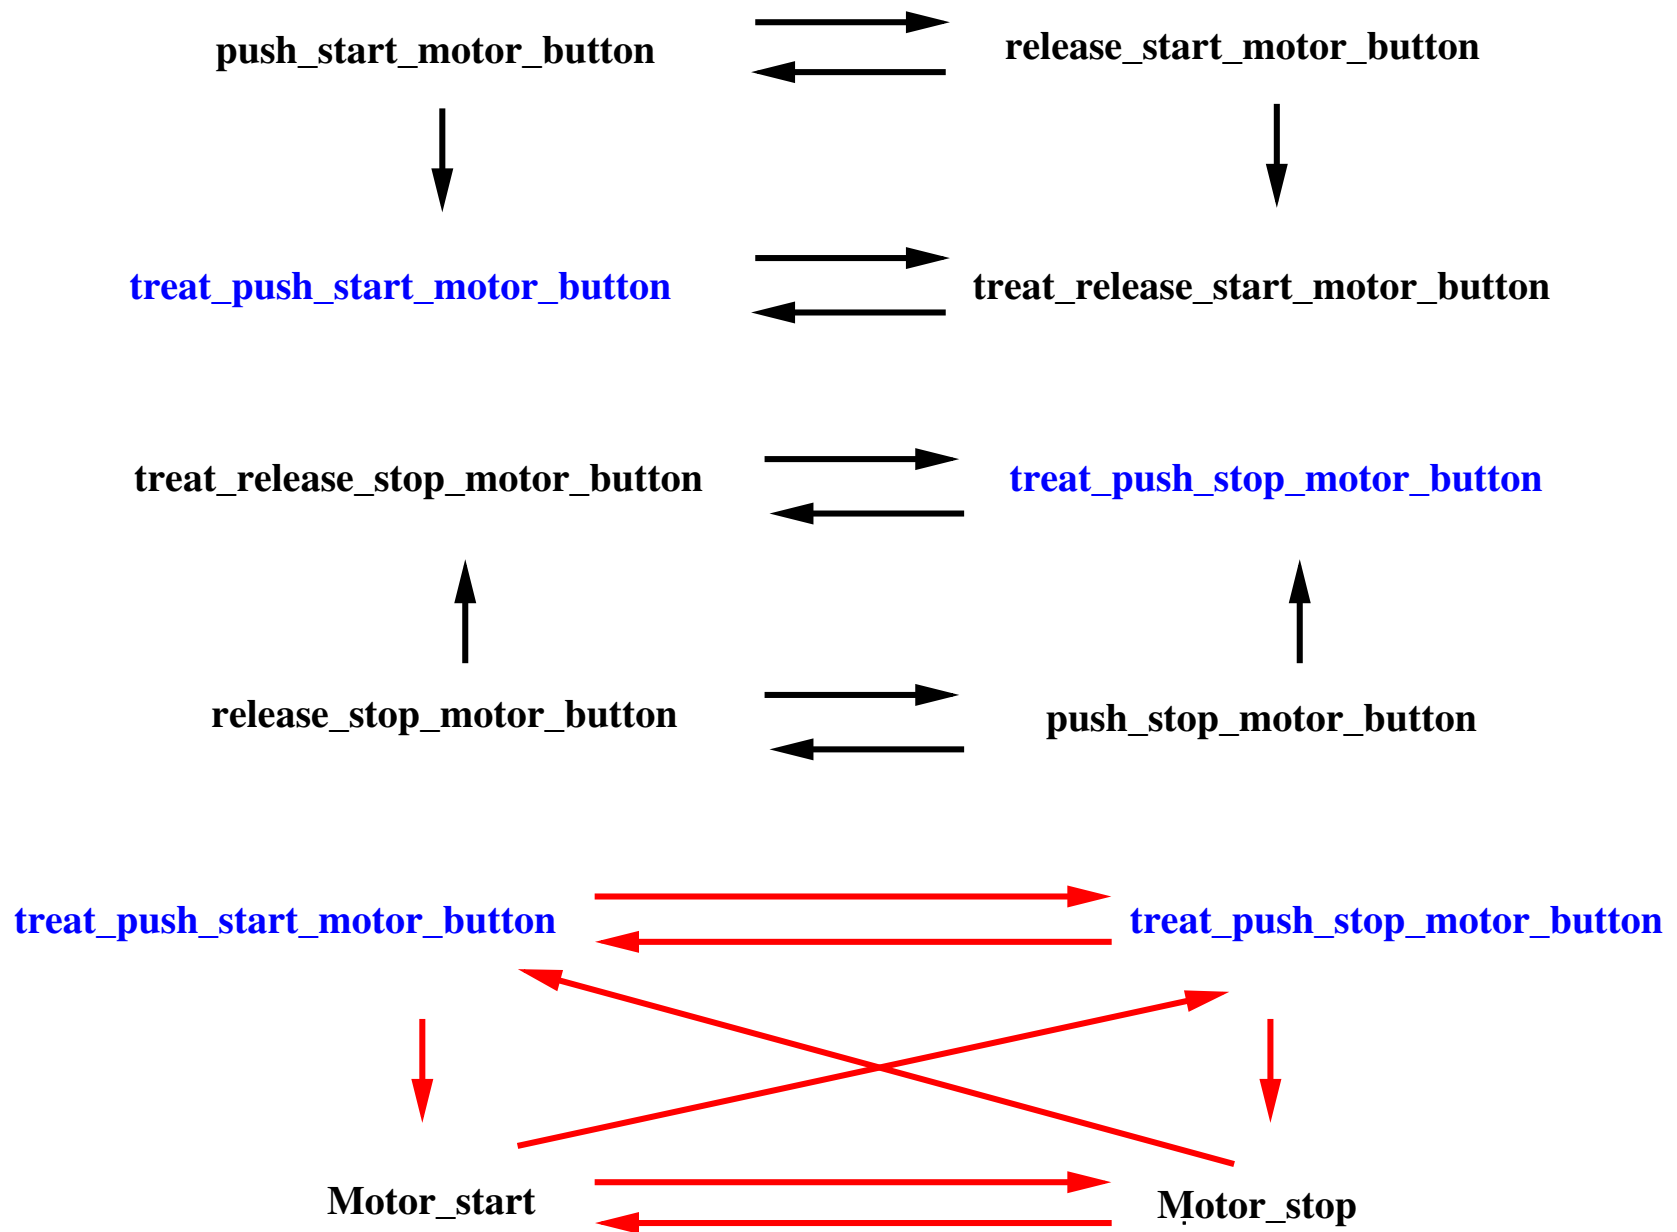 push_start_motor_button release_start_motor_button
treat_push_start_motor_button treat_release_start_motor_button
treat_release_stop_motor_button treat_push_stop_motor_button
release_stop_motor_button push_stop_motor_button
treat_push_start_motor_button treat_push_stop_motor_button
Motor_start Motor_stop